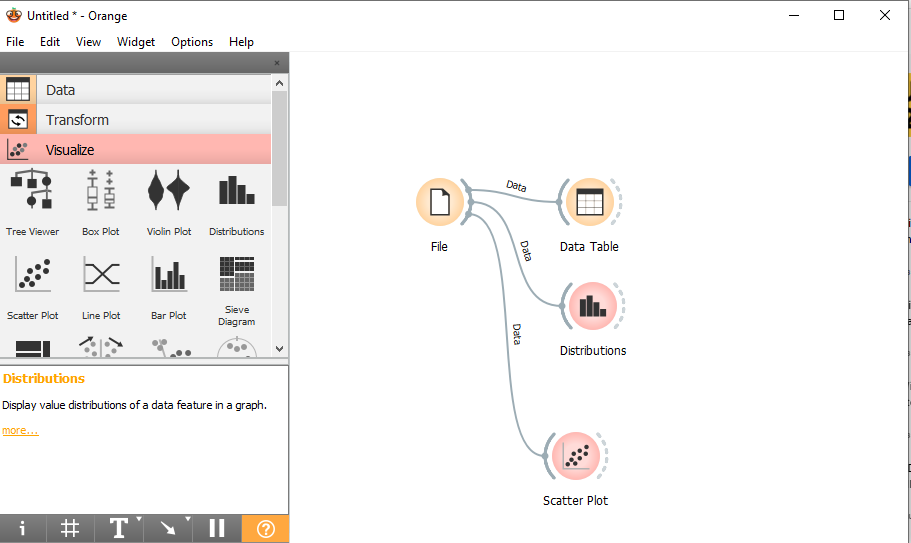 Untitled * - Orange
File Edit View Widget Options Help
Data
Transform
Visualize
Tree Viewer Box Plot Violin Plot Distributions
Scatter Plot Line Plot Bar Plot Sieve
Diagram
Distributions
Display value distributions of a data feature in a graph.
more...
i # T ?
Data
File
Data Table
Data
Distributions
Data
Scatter Plot